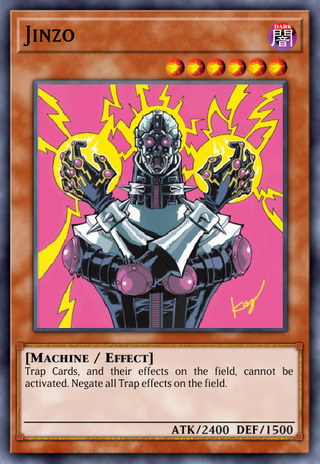 Jinzo
DARK
闇
[Machine / Effect]
Trap Cards, and their effects on the field, cannot be
activated. Negate all Trap effects on the field.
ATK/2400 DEF/1500